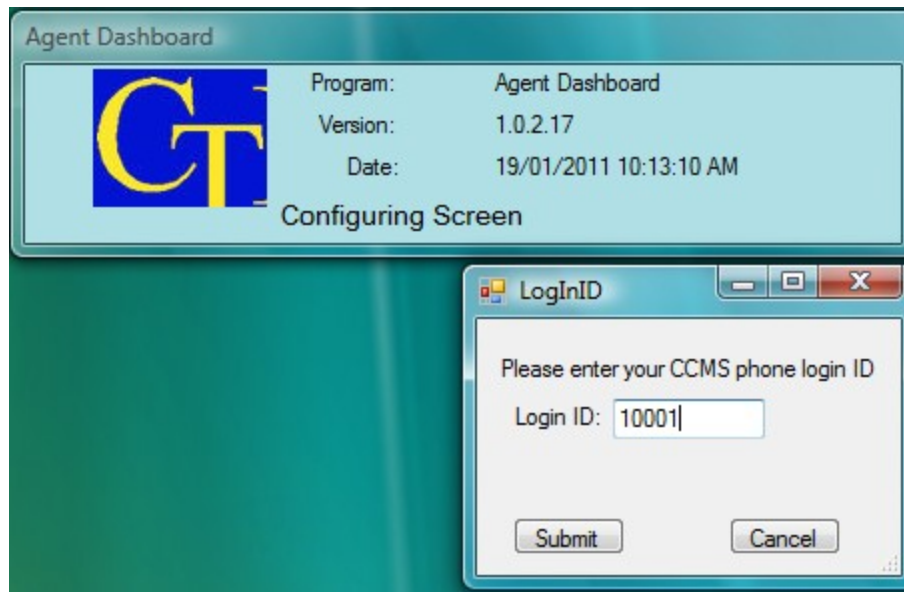 Agent Dashboard
CT
Program: Agent Dashboard
Version: 1.0.2.17
Date: 19/01/2011 10:13:10 AM
Configuring Screen
LogInID
Please enter your CCMS phone login ID
Login ID: 10001
Submit Cancel